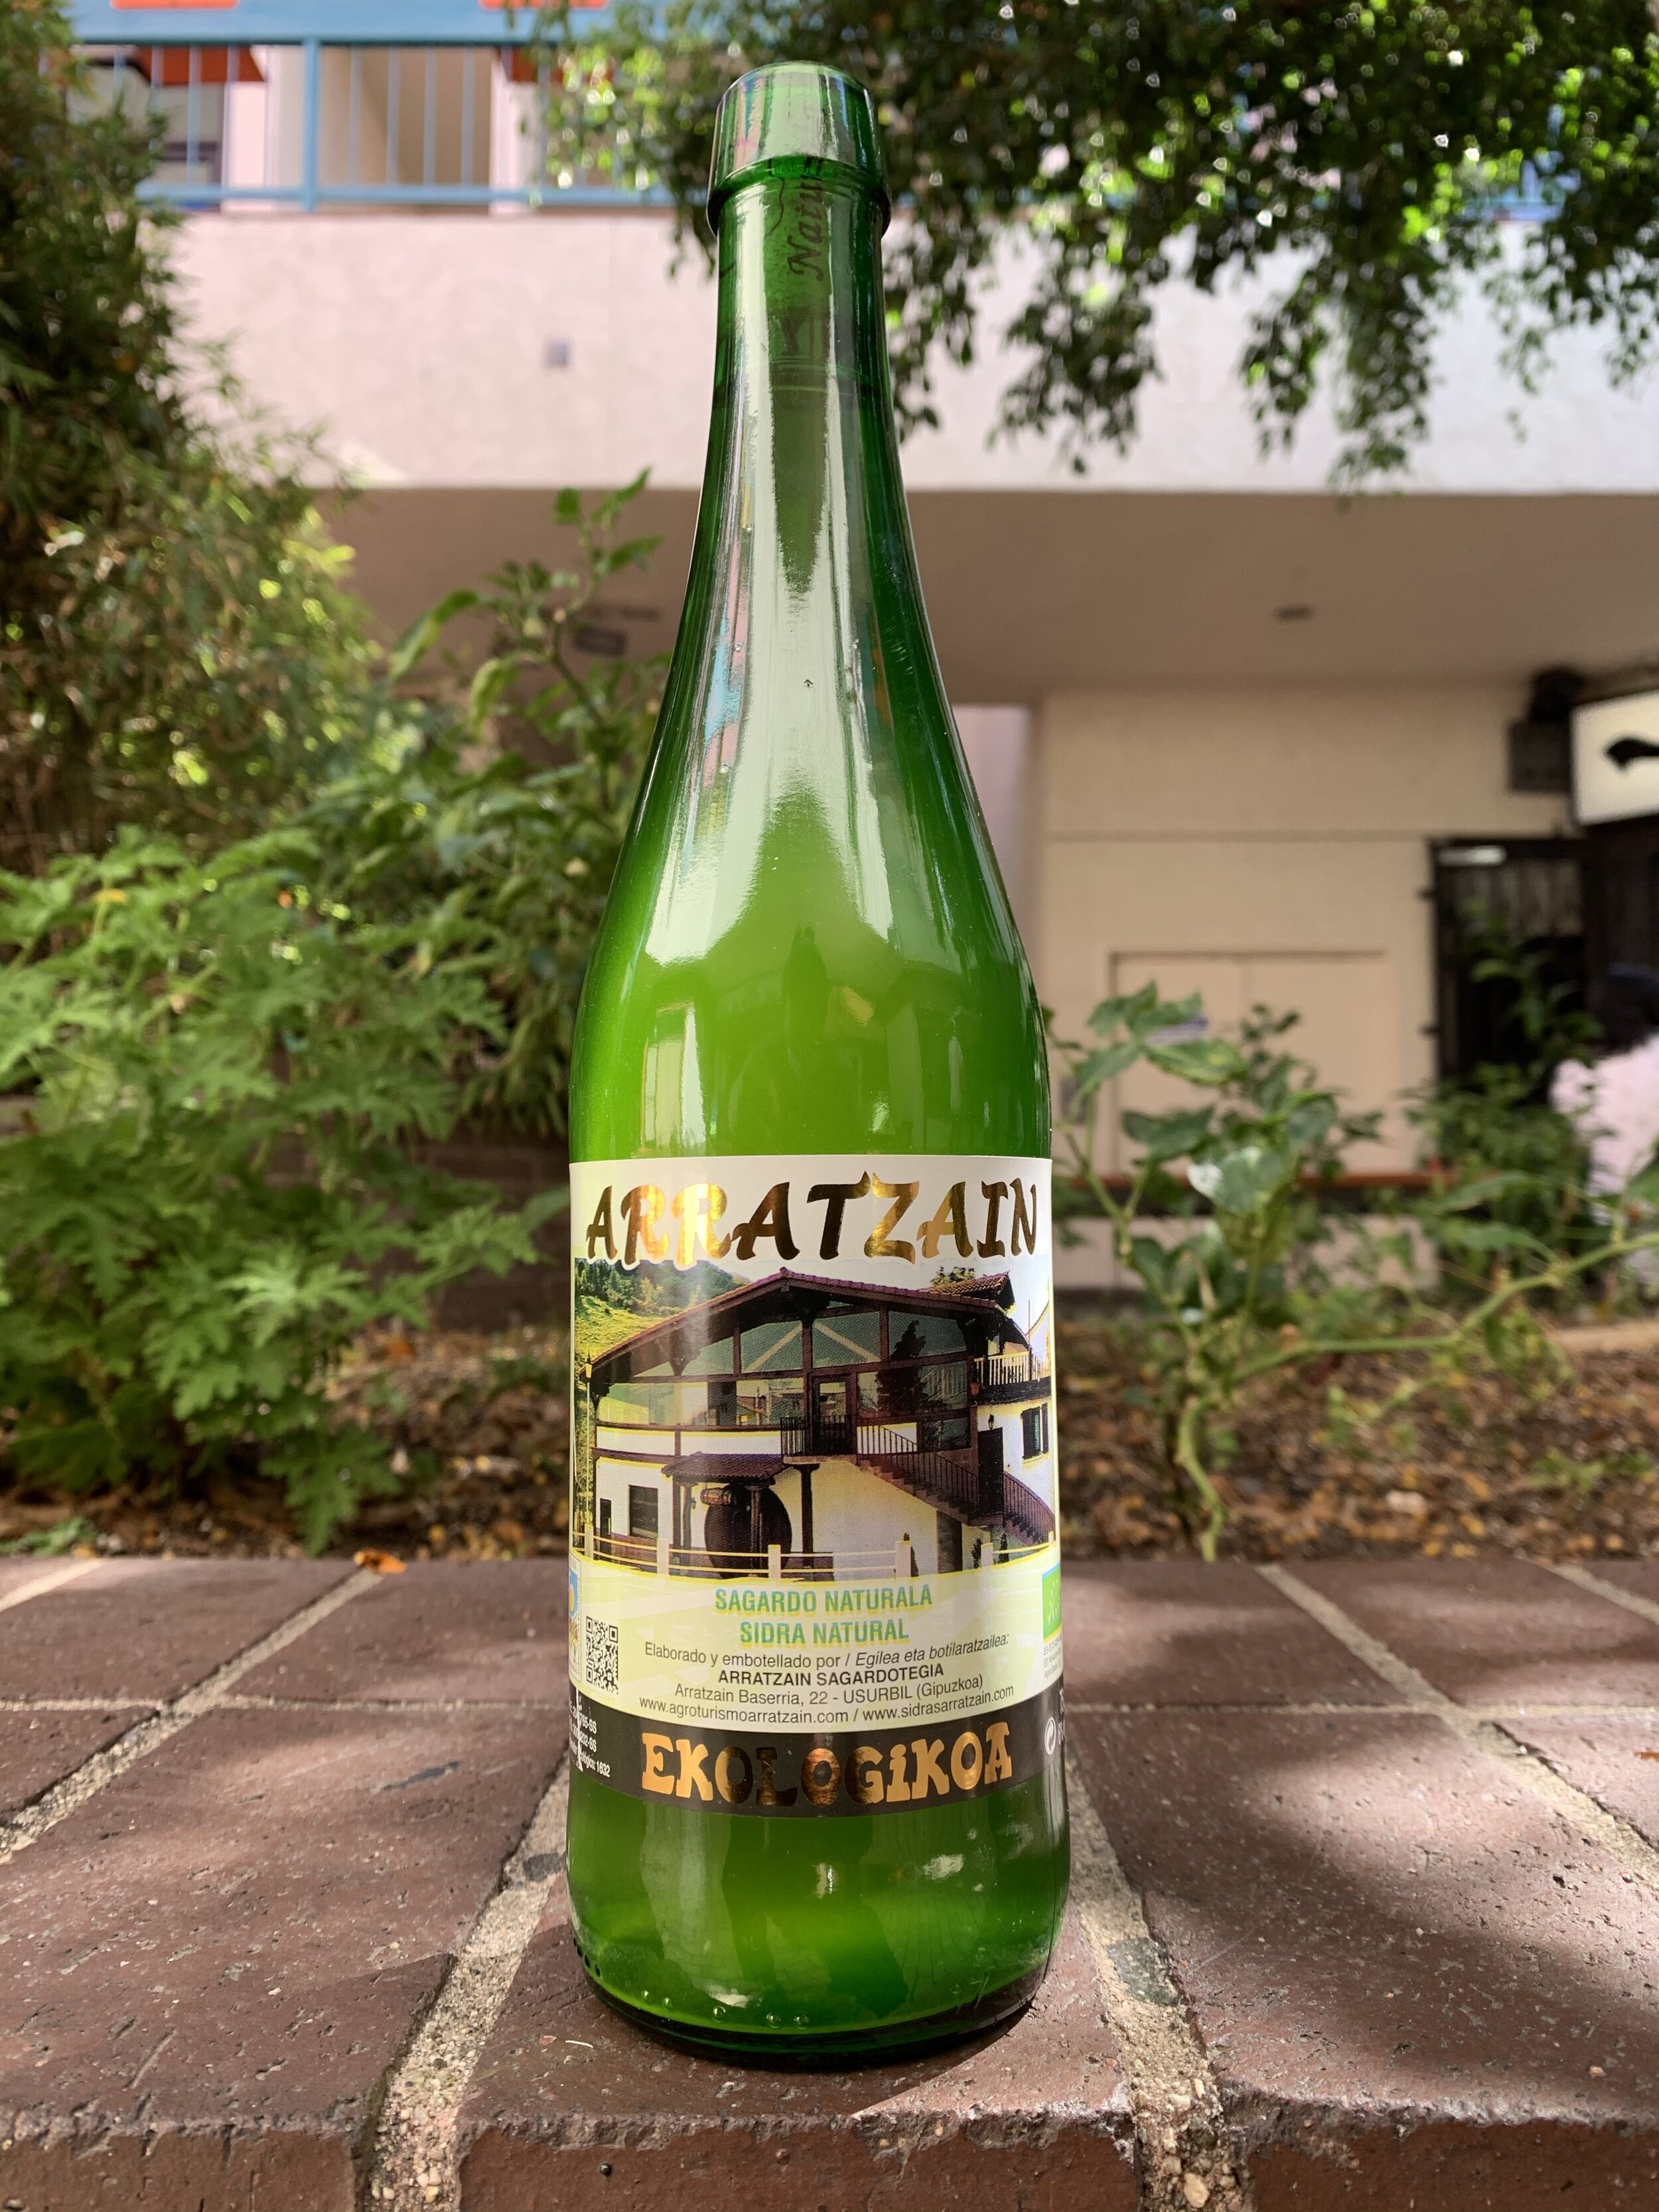 ARRATZAIN
SAGARDO NATURALA
SIDRA NATURAL
Elaborado y embotellado por / Egilea eta botilaratzailea:
ARRATZAIN SAGARDOTEGIA
Arratzain Baserria, 22 - USURBIL (Gipuzkoa)
www.agroturismoarratzain.com / www.sidrasarratzain.com
EKOLOGiKOA